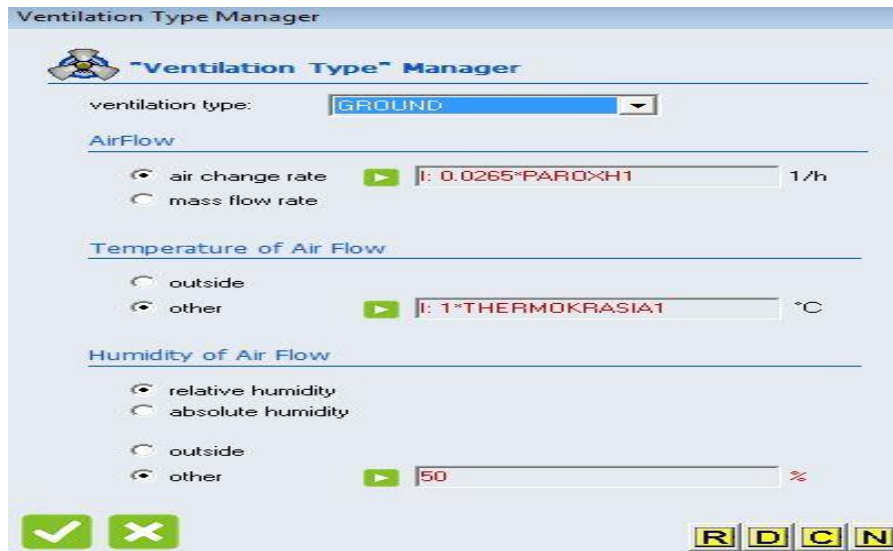 Ventilation Type Manager
"Ventilation Type" Manager
ventilation type: GROUND
AirFlow
air change rate I: 0.0265*PAROXH1 1/h
mass flow rate
Temperature of Air Flow
outside
other I: 1*THERMOKRASIA1 °C
Humidity of Air Flow
relative humidity
absolute humidity
outside
other 50 %
R D C N